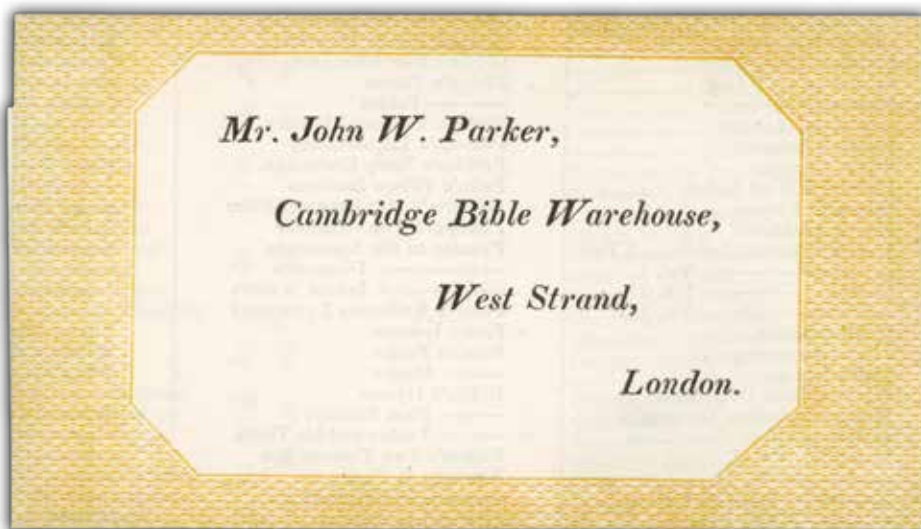 Mr. John W. Parker,
Cambridge Bible Warehouse,
West Strand,
London.